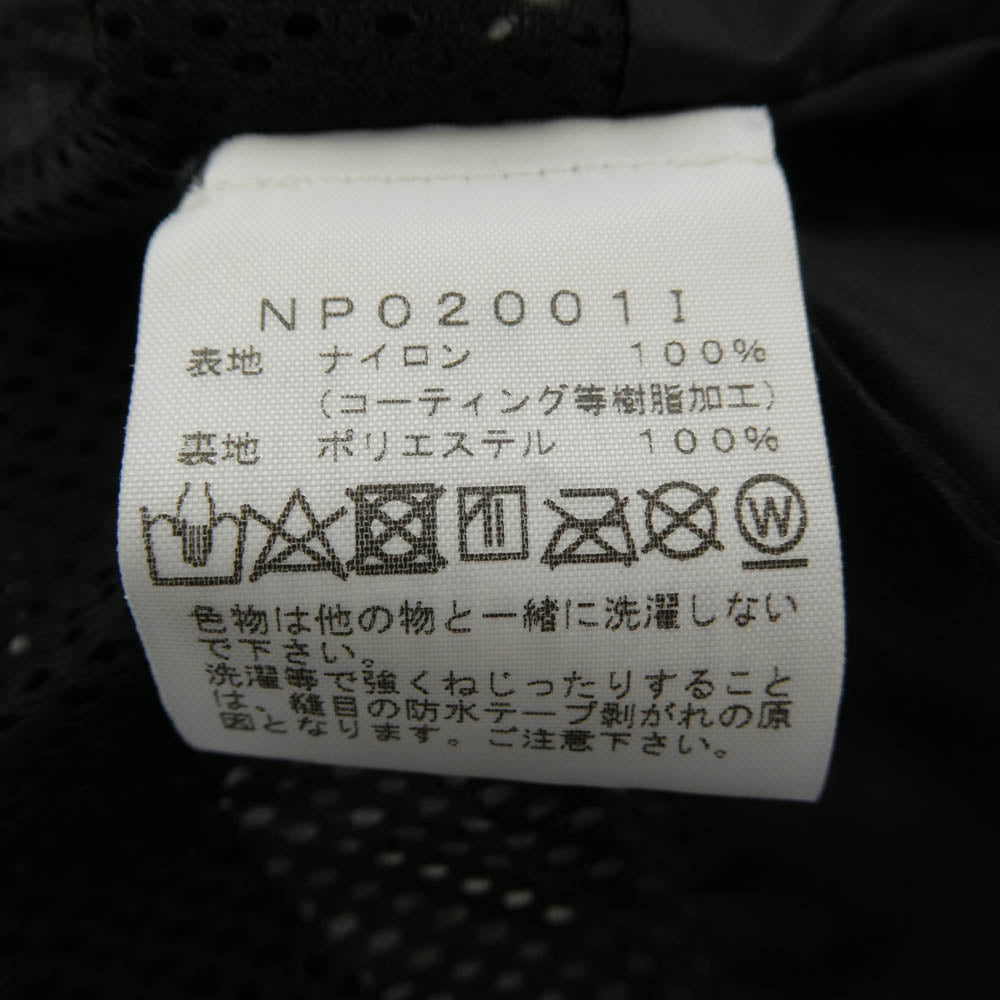 NP02001I
表地 ナイロン 100%
(コーティング等樹脂加工)
裏地 ポリエステル 100%
W
色物は他の物と一緒に洗濯しない
で下さい。
洗濯等で強くねじったりすること
は、縫目の防水テープ剥がれの原
因となります。ご注意下さい。